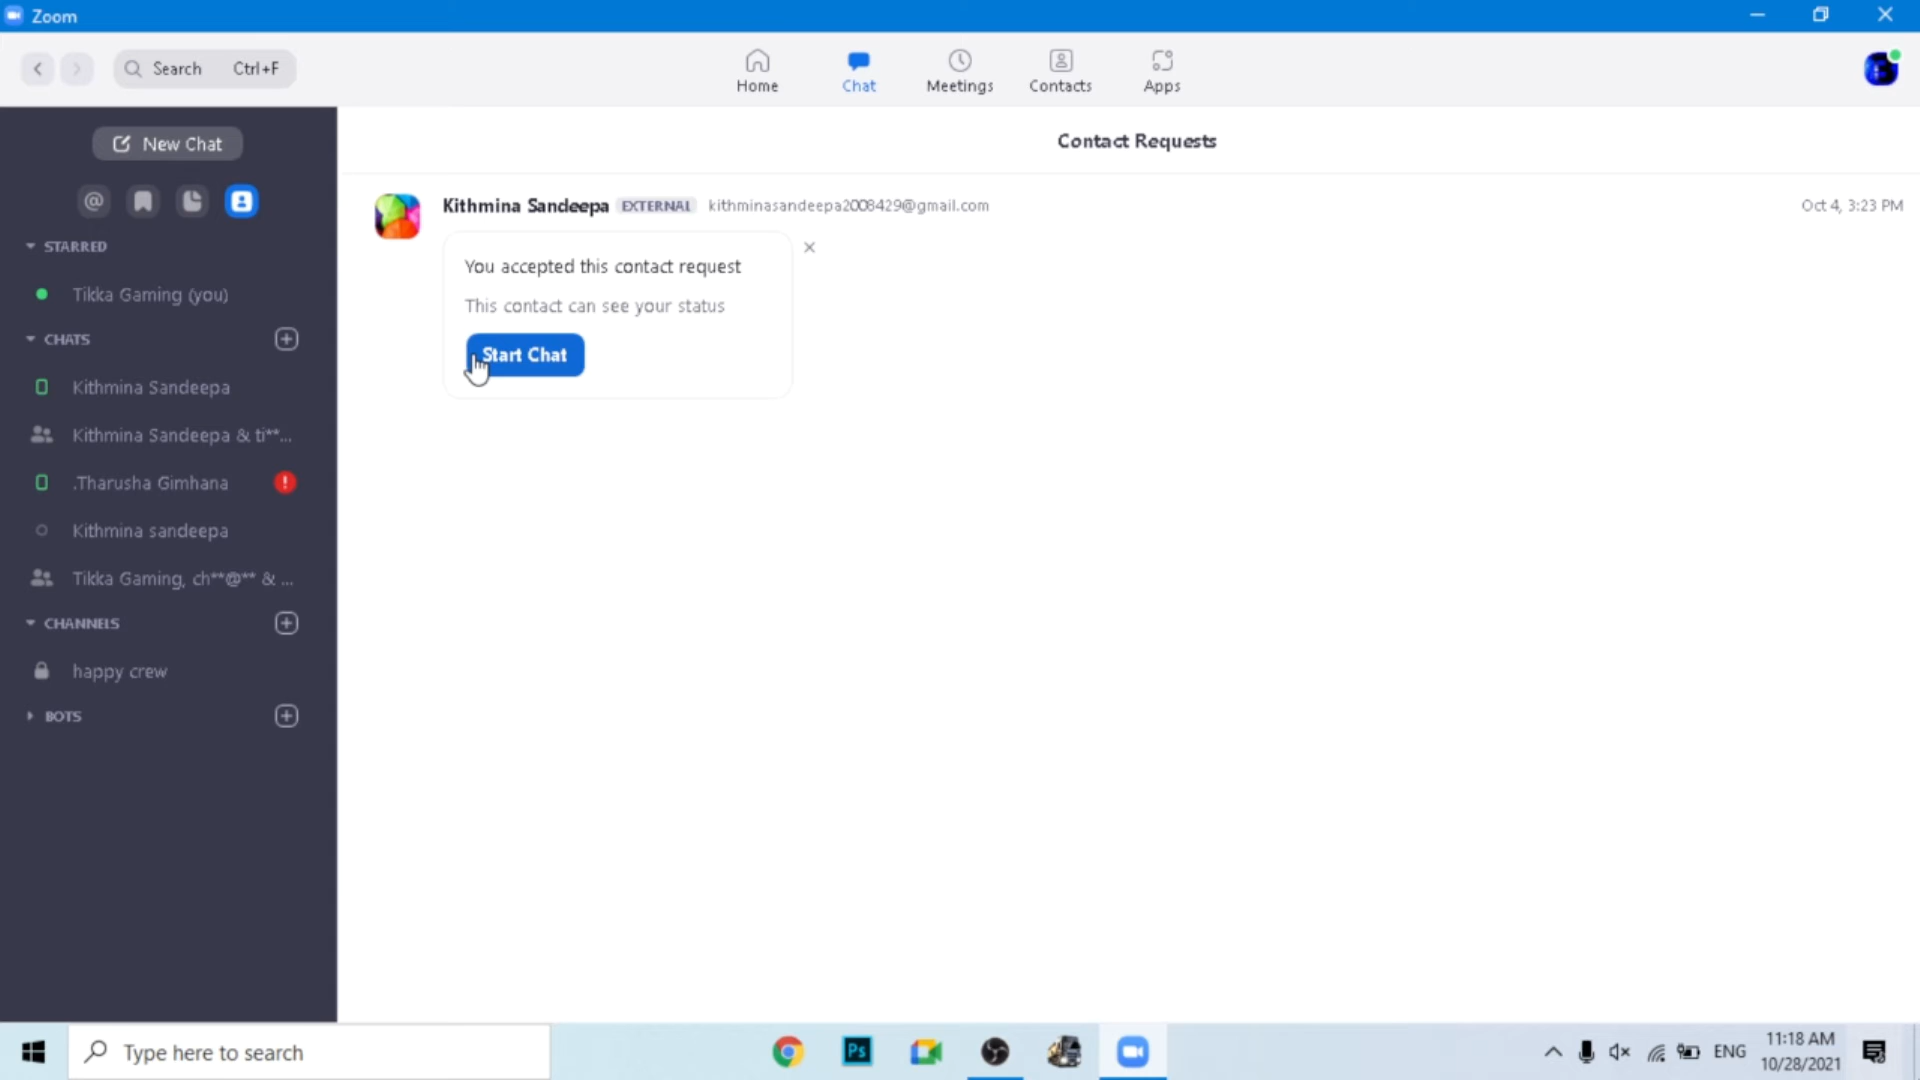 Zoom
Search Ctrl+F
Home
Chat
Meetings
Contacts
Apps
New Chat
@
STARRED
Tikka Gaming (you)
CHATS
Kithmina Sandeepa
Kithmina Sandeepa & ti**...
.Tharusha Gimhana
!
Kithmina sandeepa
Tikka Gaming, ch**@** & ...
CHANNELS
happy crew
BOTS
Contact Requests
Kithmina Sandeepa EXTERNAL kithminasandeepa2008429@gmail.com
Oct 4, 3:23 PM
You accepted this contact request
This contact can see your status
Start Chat
Type here to search
Ps
ENG
11:18 AM
10/28/2021